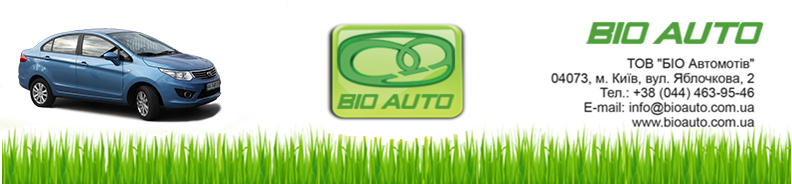 BIO AUTO
BIO AUTO
ТОВ "БІО Автомотів"
04073, м. Київ, вул. Яблочкова, 2
Тел.: +38 (044) 463-95-46
E-mail: info@bioauto.com.ua
www.bioauto.com.ua